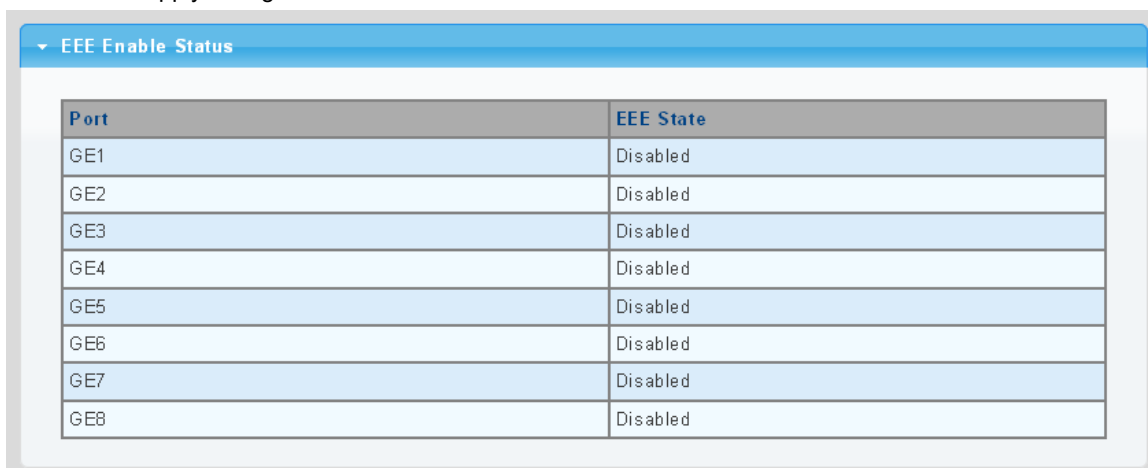 EEE Enable Status
Port EEE State
GE1 Disabled
GE2 Disabled
GE3 Disabled
GE4 Disabled
GE5 Disabled
GE6 Disabled
GE7 Disabled
GE8 Disabled